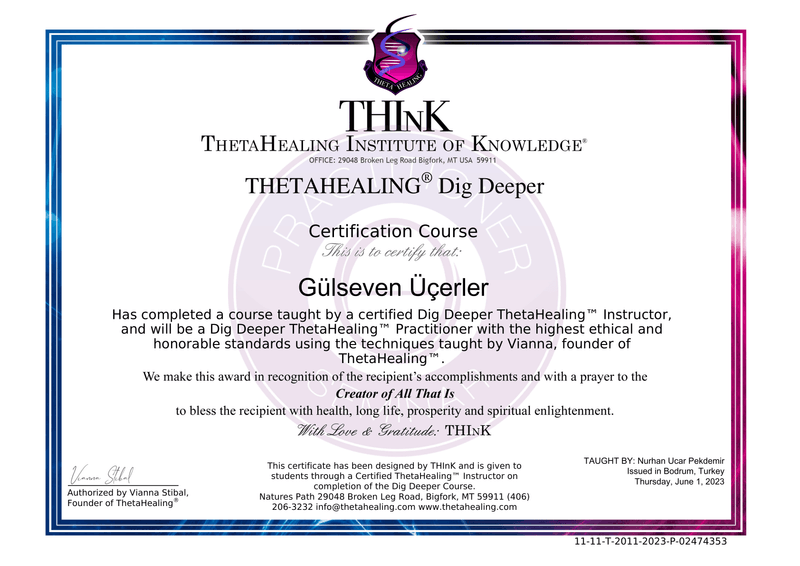 THETA HEALING
THInK
THETAHEALING INSTITUTE OF KNOWLEDGE®
OFFICE: 29048 Broken Leg Road Bigfork, MT USA 59911
THETAHEALING® Dig Deeper
PRACTITIONER
Certification Course
This is to certify that:
Gülseven Üçerler
Has completed a course taught by a certified Dig Deeper ThetaHealing™ Instructor,
and will be a Dig Deeper ThetaHealing™ Practitioner with the highest ethical and
honorable standards using the techniques taught by Vianna, founder of
ThetaHealing™.
We make this award in recognition of the recipient's accomplishments and with a prayer to the
Creator of All That Is
to bless the recipient with health, long life, prosperity and spiritual enlightenment.
With Love & Gratitude: THInK
Vianna Stibal
Authorized by Vianna Stibal,
Founder of ThetaHealing®
This certificate has been designed by THInK and is given to
students through a Certified ThetaHealing™ Instructor on
completion of the Dig Deeper Course.
Natures Path 29048 Broken Leg Road, Bigfork, MT 59911 (406)
206-3232 info@thetahealing.com www.thetahealing.com
TAUGHT BY: Nurhan Ucar Pekdemir
Issued in Bodrum, Turkey
Thursday, June 1, 2023
11-11-T-2011-2023-P-02474353